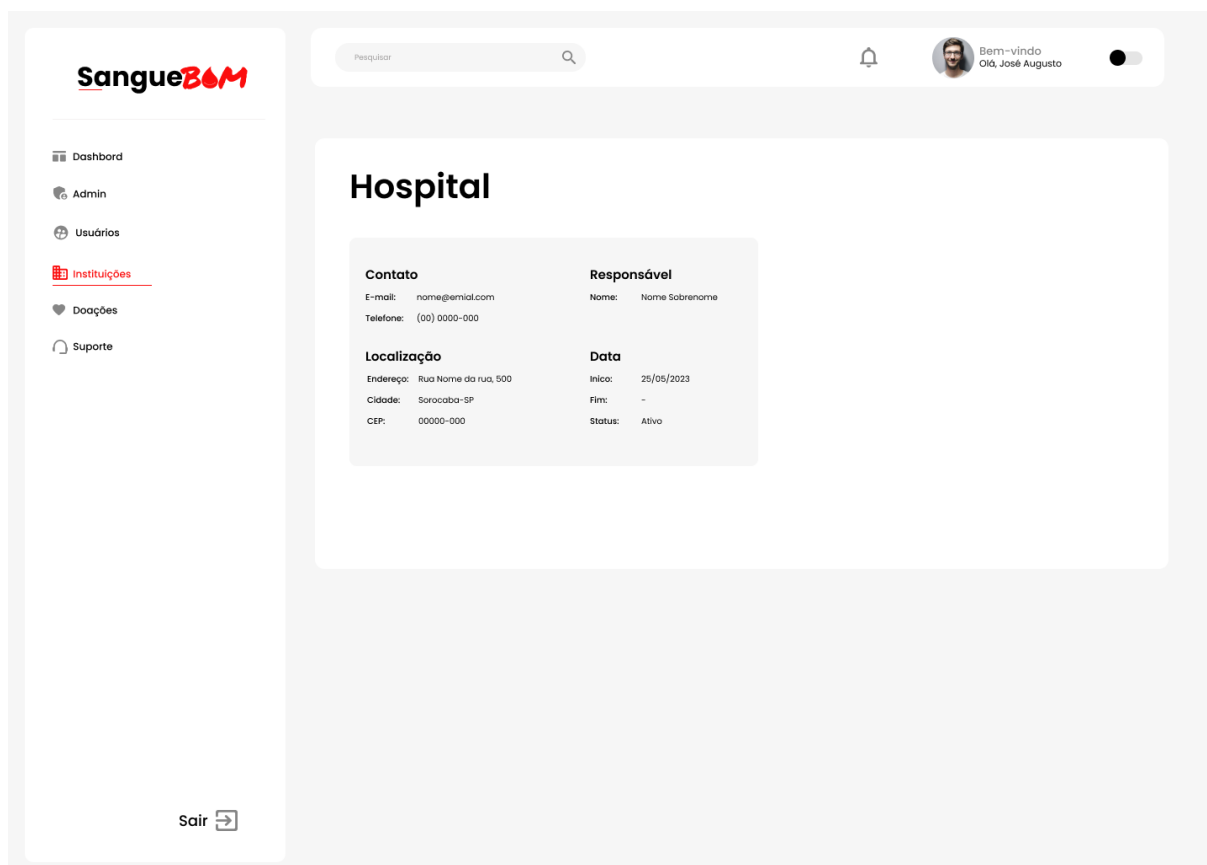 SangueBOM
Dashbord
Admin
Usuários
Instituições
Doações
Suporte
Sair
Pesquisar
Bem-vindo
Olá, José Augusto
Hospital
Contato
E-mail: nome@emial.com
Telefone: (00) 0000-000
Responsável
Nome: Nome Sobrenome
Localização
Endereço: Rua Nome da rua, 500
Cidade: Sorocaba-SP
CEP: 00000-000
Data
Inico: 25/05/2023
Fim: -
Status: Ativo